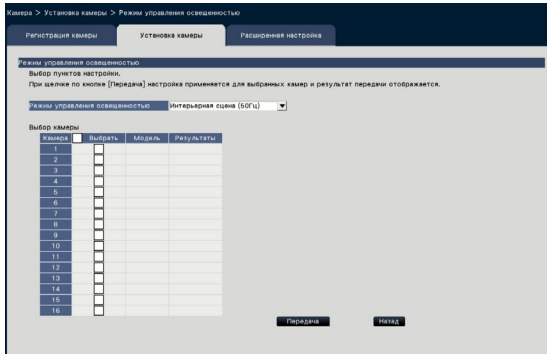 Камера > Установка камеры > Режим управления освещенностью
Регистрация камеры Установка камеры Расширенная настройка
Режим управления освещенностью
Выбор пунктов настройки.
При щелчке по кнопке [Передача] настройка применяется для выбранных камер и результат передачи отображается.
Режим управления освещенностью Интерьерная сцена (50Гц)
Выбор камеры
Камера Выбрать Модель Результаты
1
2
3
4
5
6
7
8
9
10
11
12
13
14
15
16
Передача Назад